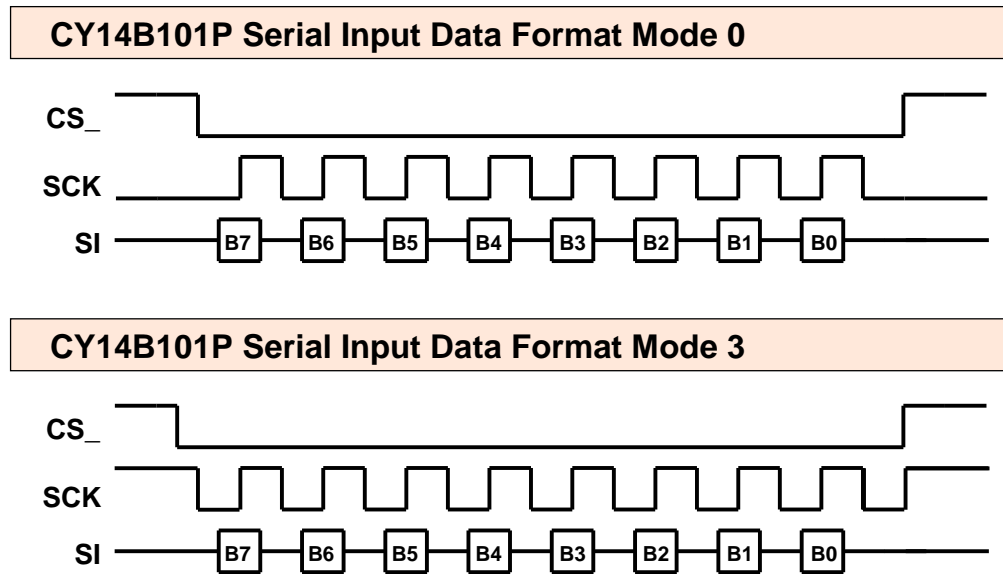 CY14B101P Serial Input Data Format Mode 0
CS_
SCK
SI B7 B6 B5 B4 B3 B2 B1 B0
CY14B101P Serial Input Data Format Mode 3
CS_
SCK
SI B7 B6 B5 B4 B3 B2 B1 B0